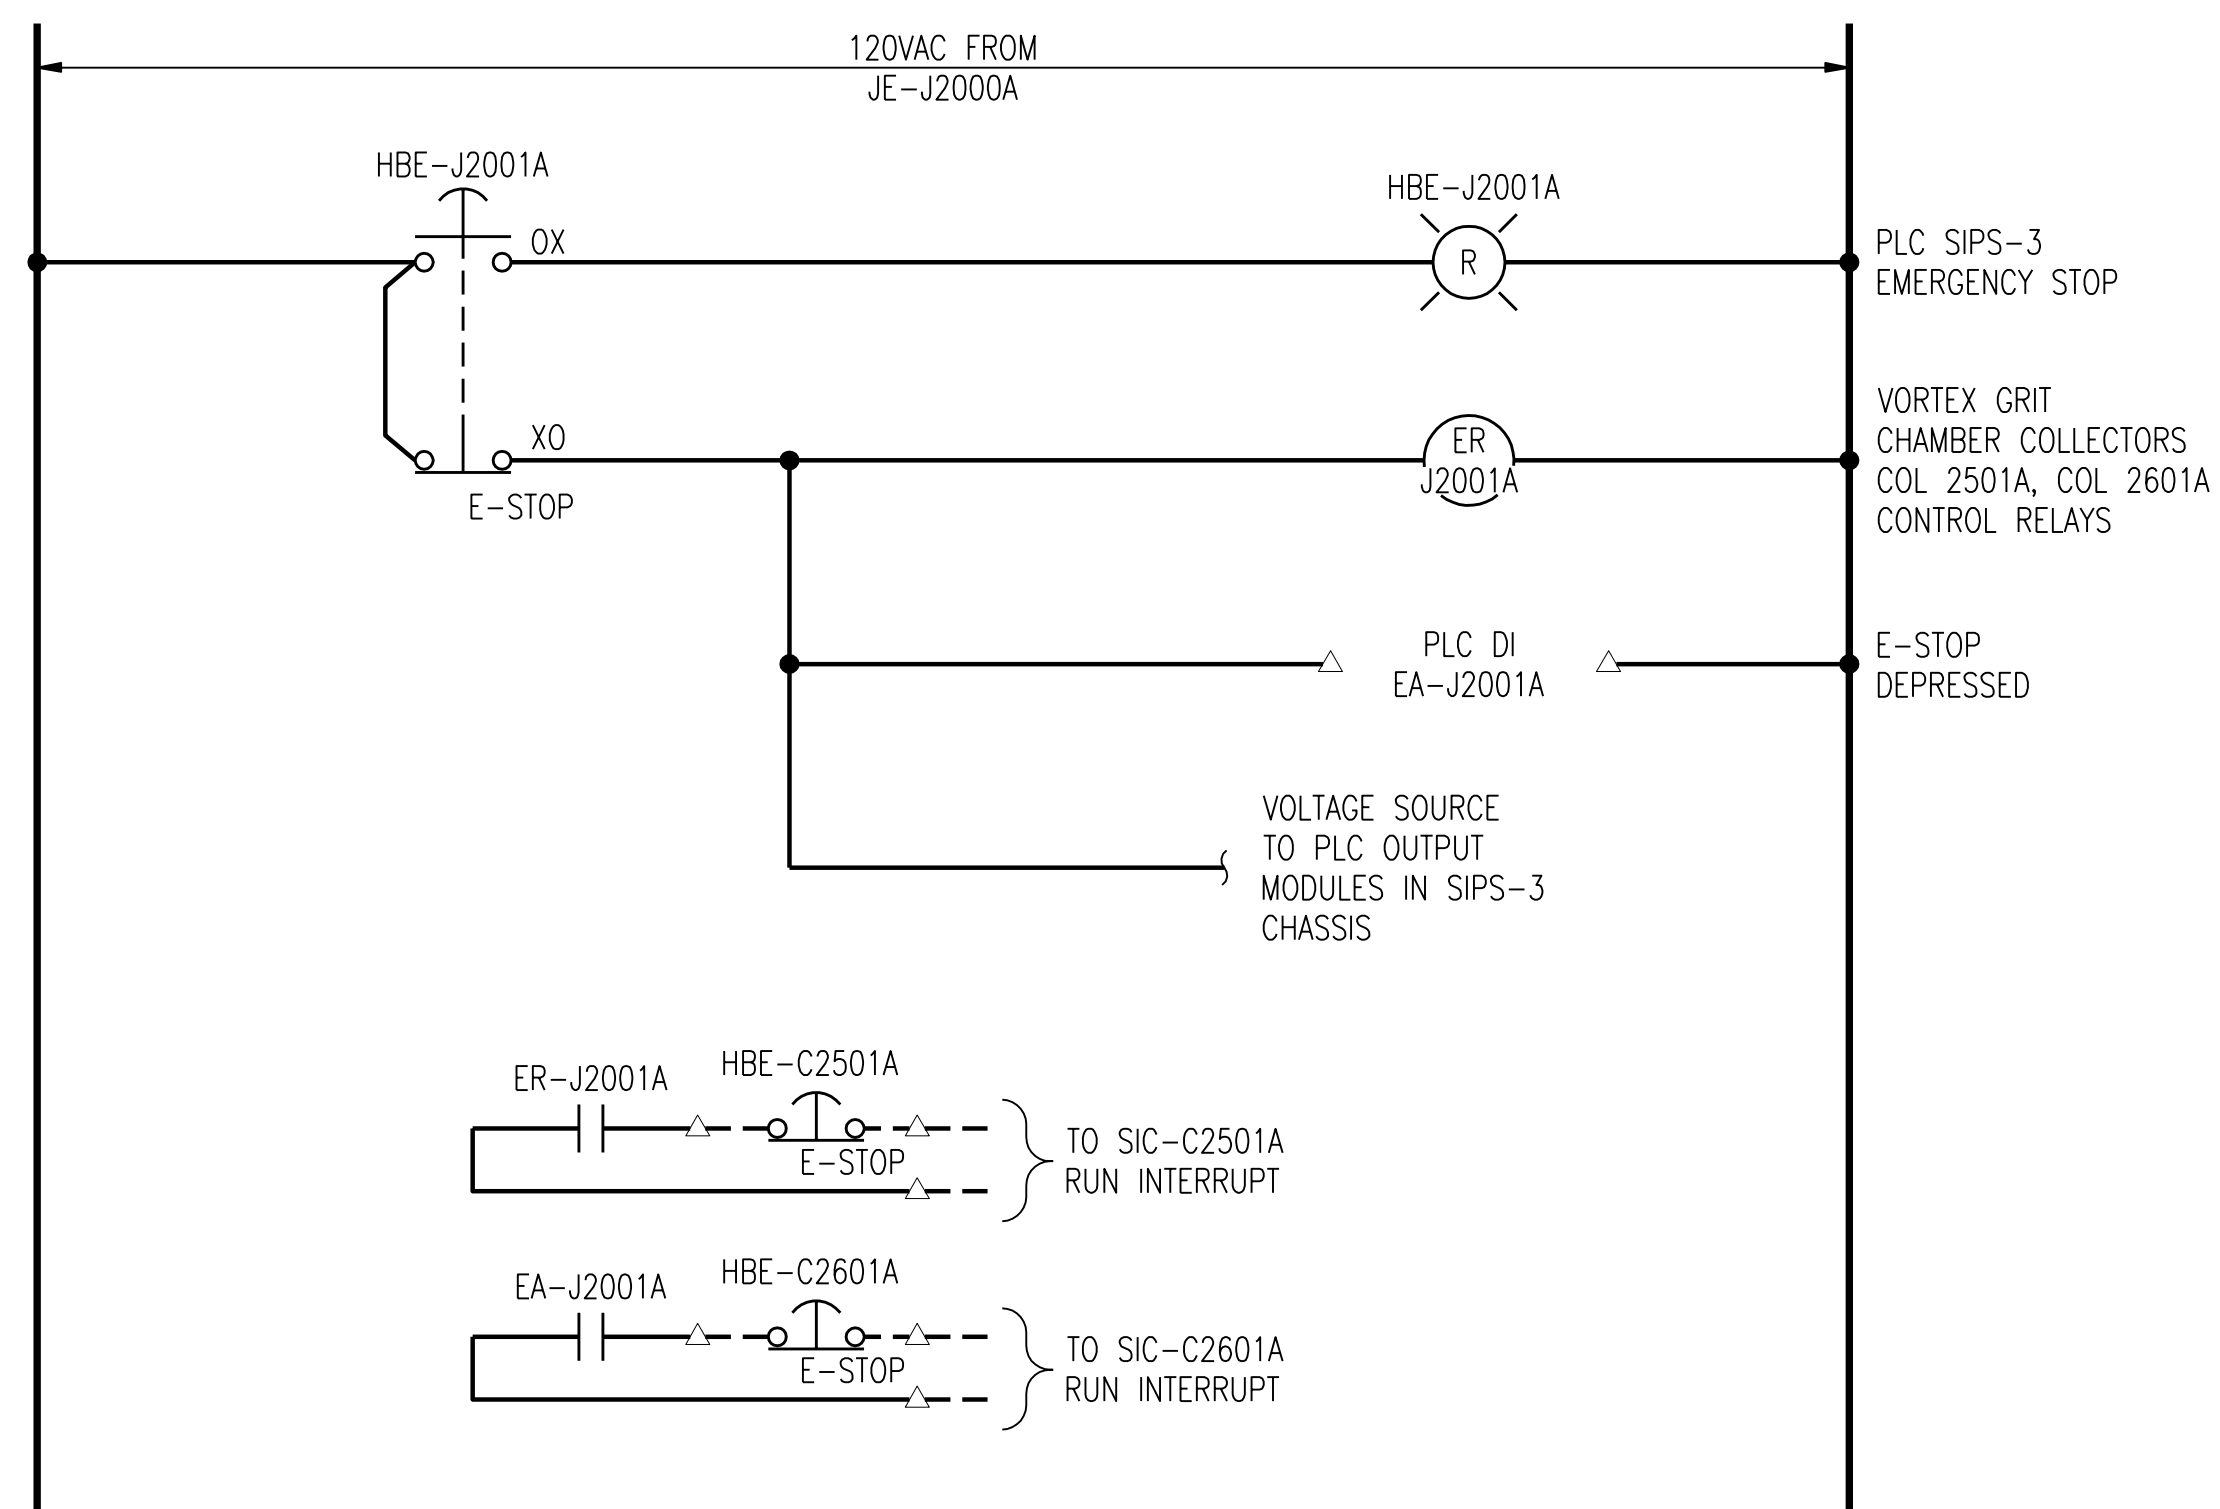 120VAC FROM
JE-J2000A
HBE-J2001A
OX
HBE-J2001A
R
PLC SIPS-3
EMERGENCY STOP
XO
E-STOP
ER
J2001A
VORTEX GRIT
CHAMBER COLLECTORS
COL 2501A, COL 2601A
CONTROL RELAYS
PLC DI
EA-J2001A
E-STOP
DEPRESSED
VOLTAGE SOURCE
TO PLC OUTPUT
MODULES IN SIPS-3
CHASSIS
ER-J2001A
HBE-C2501A
E-STOP
TO SIC-C2501A
RUN INTERRUPT
EA-J2001A
HBE-C2601A
E-STOP
TO SIC-C2601A
RUN INTERRUPT